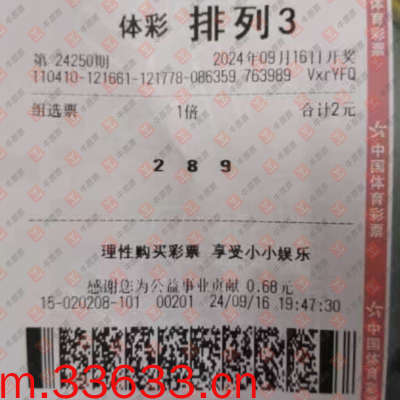 体彩 排列3
第 24250期 2024年09月16日开奖
110410-121661-121778-086359 763989 VxrYFQ
组选票 1倍 合计2元
2 8 9
理性购买彩票 享受小小娱乐
感谢您为公益事业贡献 0.68元
15-020208-101 00201 24/09/16 19:47:30
m.33633.cn
中国体育彩票
中国体育彩票